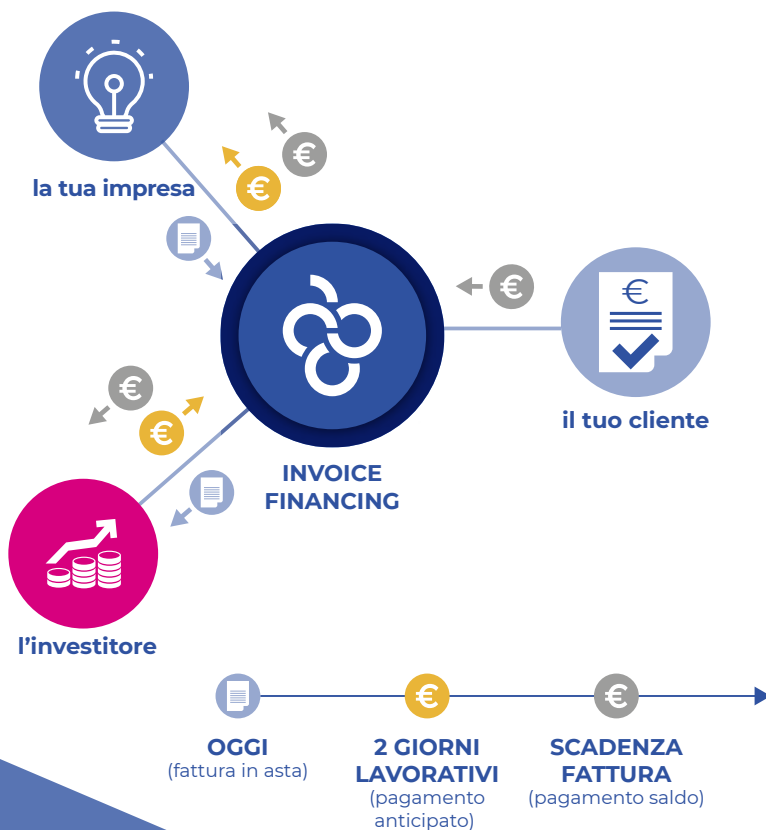 la tua impresa
€
€
€
€
€
€
il tuo cliente
INVOICE
FINANCING
l’investitore
€
€
OGGI
(fattura in asta)
2 GIORNI
LAVORATIVI
(pagamento
anticipato)
SCADENZA
FATTURA
(pagamento saldo)